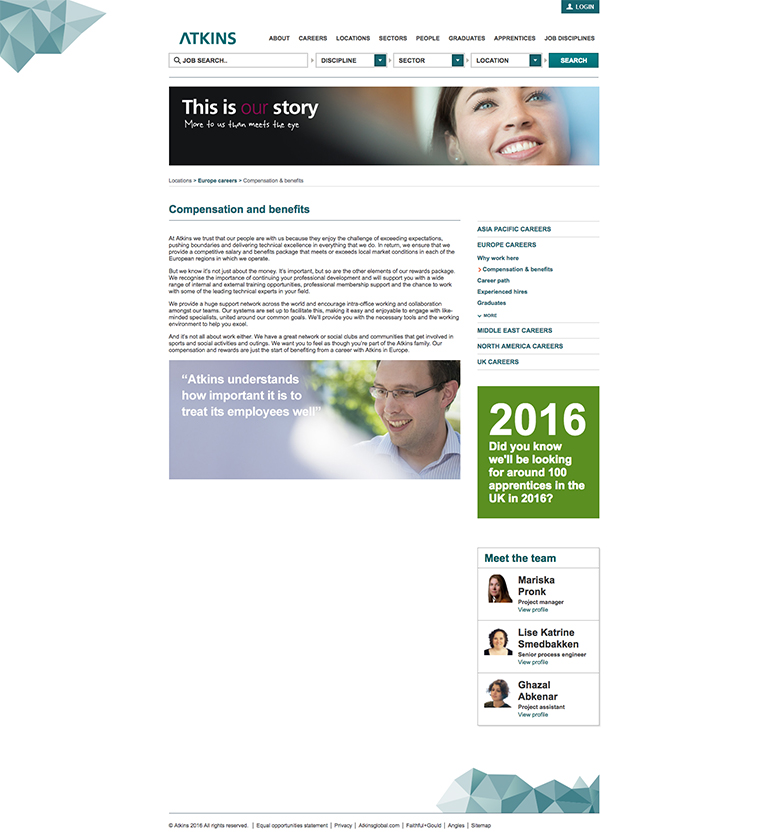 LOGIN
ATKINS
ABOUT CAREERS LOCATIONS SECTORS PEOPLE GRADUATES APPRENTICES JOB DISCIPLINES
JOB SEARCH.. DISCIPLINE SECTOR LOCATION SEARCH
This is our story
More to us than meets the eye
Locations > Europe careers > Compensation & benefits
Compensation and benefits
At Atkins we trust that our people are with us because they enjoy the challenge of exceeding expectations,
pushing boundaries and delivering technical excellence in everything that we do. In return, we ensure that we
provide a competitive salary and benefits package that meets or exceeds local market conditions in each of the
European regions in which we operate.
But we know it's not just about the money. It's important, but so are the other elements of our rewards package.
We recognise the importance of continuing your professional development and will support you with a wide
range of internal and external training opportunities, professional membership support and the chance to work
with some of the leading technical experts in your field.
We provide a huge support network across the world and encourage intra-office working and collaboration
amongst our teams. Our systems are set up to facilitate this, making it easy and enjoyable to engage with like-
minded specialists, united around our common goals. We'll provide you with the necessary tools and the working
environment to help you excel.
And it's not all about work either. We have a great network or social clubs and communities that get involved in
sports and social activities and outings. We want you to feel as though you're part of the Atkins family. Our
compensation and rewards are just the start of benefiting from a career with Atkins in Europe.
“Atkins understands
how important it is to
treat its employees well”
ASIA PACIFIC CAREERS
EUROPE CAREERS
Why work here
Compensation & benefits
Career path
Experienced hires
Graduates
MORE
MIDDLE EAST CAREERS
NORTH AMERICA CAREERS
UK CAREERS
2016
Did you know
we'll be looking
for around 100
apprentices in the
UK in 2016?
Meet the team
Mariska
Pronk
Project manager
View profile
Lise Katrine
Smedbakken
Senior process engineer
View profile
Ghazal
Abkenar
Project assistant
View profile
© Atkins 2016 All rights reserved. | Equal opportunities statement | Privacy | Atkinsglobal.com | Faithful+Gould | Angles | Sitemap